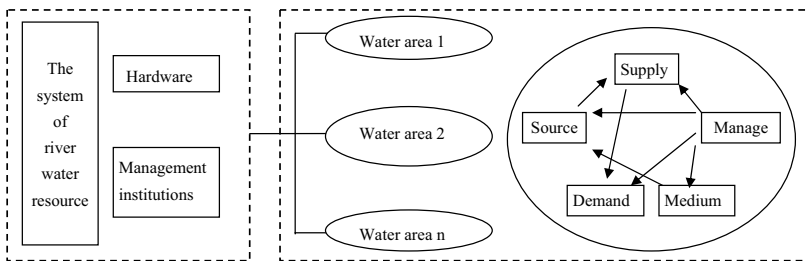 The
system
of
river
water
resource
Hardware
Management
institutions
Water area 1
Water area 2
Water area n
Supply
Source
Manage
Demand
Medium